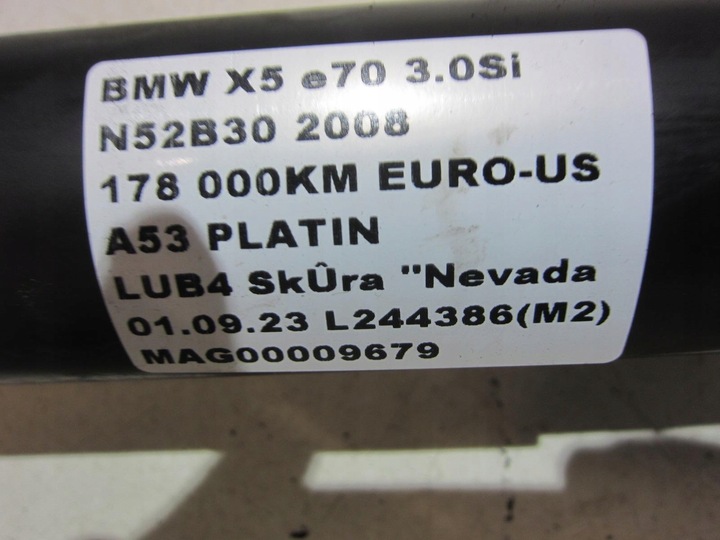 BMW X5 e70 3.0Si
N52B30 2008
178 000KM EURO-US
A53 PLATIN
LUB4 SkÛra "Nevada
01.09.23 L244386(M2)
MAG00009679